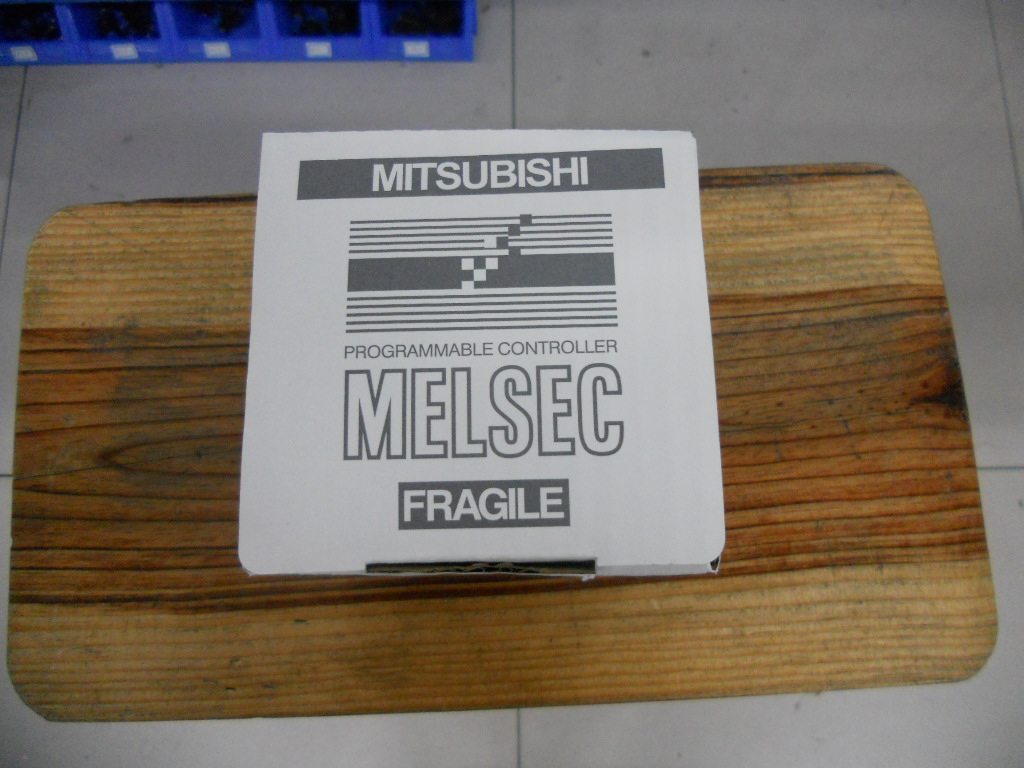 MITSUBISHI
PROGRAMMABLE CONTROLLER
MELSEC
FRAGILE